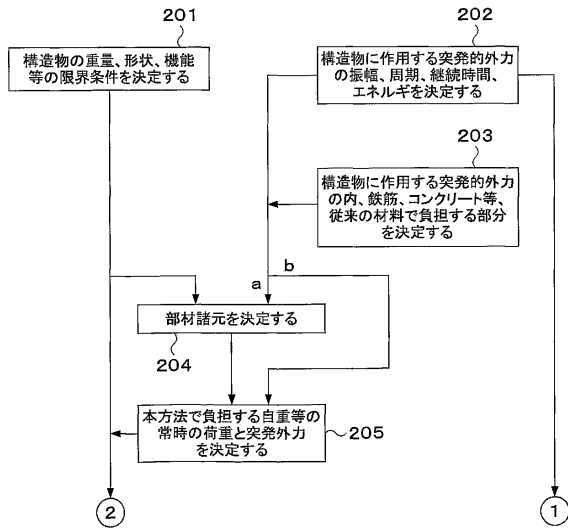 201
構造物の重量、形状、機能
等の限界条件を決定する
202
構造物に作用する突発的外力
の振幅、周期、継続時間、
エネルギを決定する
203
構造物に作用する突発的外力
の内、鉄筋、コンクリート等、
従来の材料で負担する部分
を決定する
a
b
部材諸元を決定する
204
本方法で負担する自重等の
常時の荷重と突発外力
を決定する
205
2
1